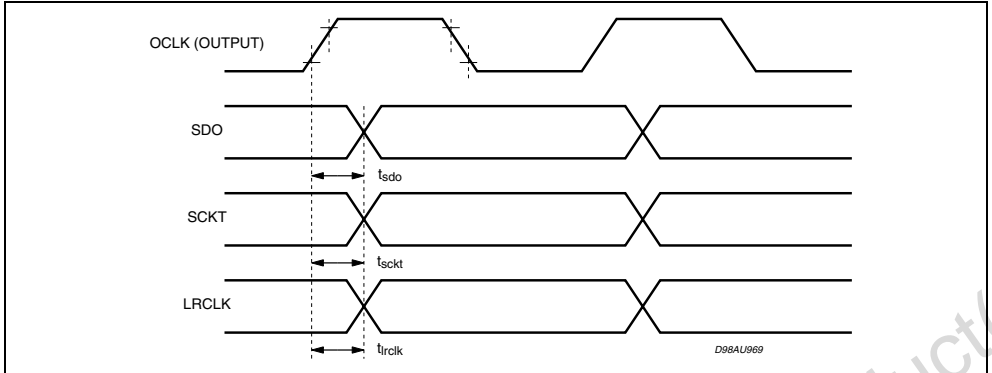 OCLK (OUTPUT)
SDO
tsdo
SCKT
tsckt
LRCLK
tlrclk
D98AU969